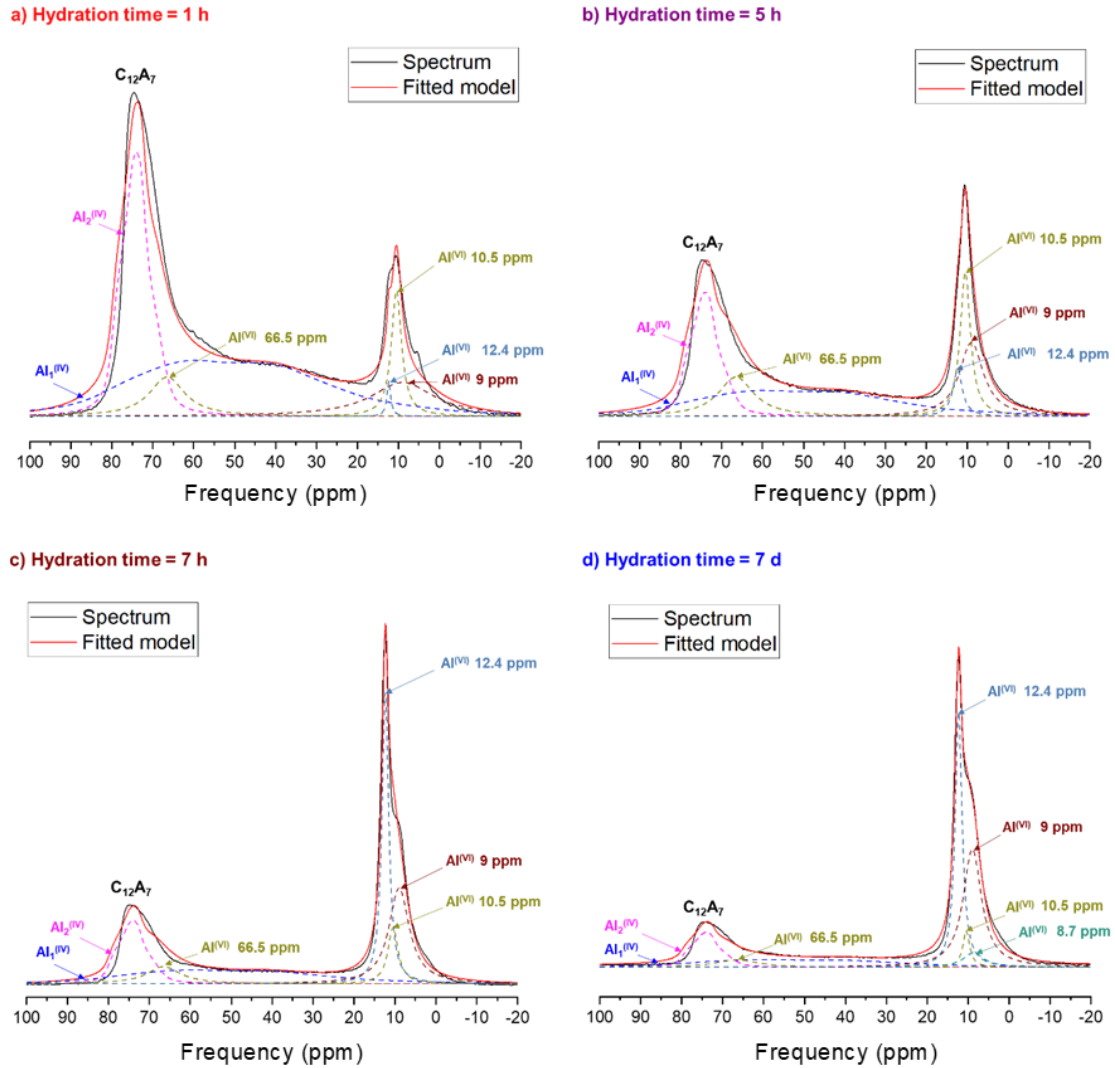 a) Hydration time = 1 h
Spectrum
Fitted model
C12A7
Al2(IV)
Al1(IV)
Al(VI) 66.5 ppm
Al(VI) 10.5 ppm
Al(VI) 12.4 ppm
Al(VI) 9 ppm
100 90 80 70 60 50 40 30 20 10 0 -10 -20
Frequency (ppm)
b) Hydration time = 5 h
Spectrum
Fitted model
C12A7
Al2(IV)
Al1(IV)
Al(VI) 66.5 ppm
Al(VI) 10.5 ppm
Al(VI) 9 ppm
Al(VI) 12.4 ppm
100 90 80 70 60 50 40 30 20 10 0 -10 -20
Frequency (ppm)
c) Hydration time = 7 h
Spectrum
Fitted model
Al(VI) 12.4 ppm
C12A7
Al2(IV)
Al1(IV)
Al(VI) 66.5 ppm
Al(VI) 9 ppm
Al(VI) 10.5 ppm
100 90 80 70 60 50 40 30 20 10 0 -10 -20
Frequency (ppm)
d) Hydration time = 7 d
Spectrum
Fitted model
Al(VI) 12.4 ppm
Al(VI) 9 ppm
C12A7
Al2(IV)
Al1(IV)
Al(VI) 66.5 ppm
Al(VI) 10.5 ppm
Al(VI) 8.7 ppm
100 90 80 70 60 50 40 30 20 10 0 -10 -20
Frequency (ppm)